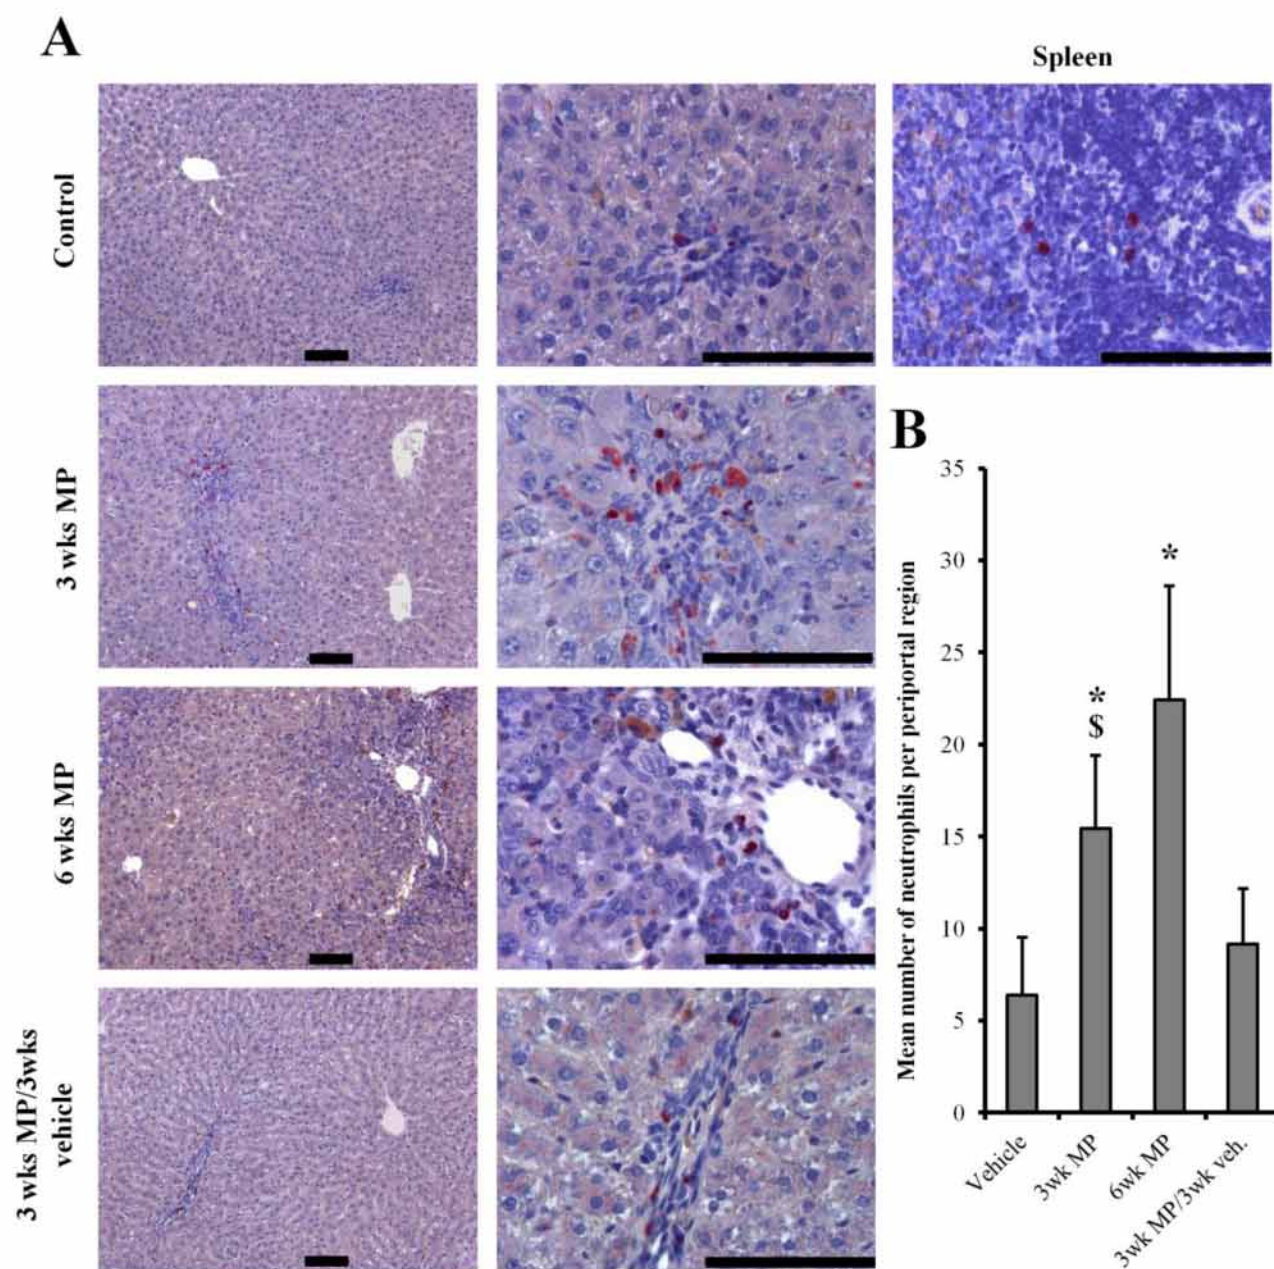 A
Spleen
Control
3 wks MP
6 wks MP
3 wks MP/3wks
vehicle
B
Mean number of neutrophils per periportal region
35
30
25
20
15
10
5
0
*
$
*
Vehicle
3wk MP
6wk MP
3wk MP/3wk veh.